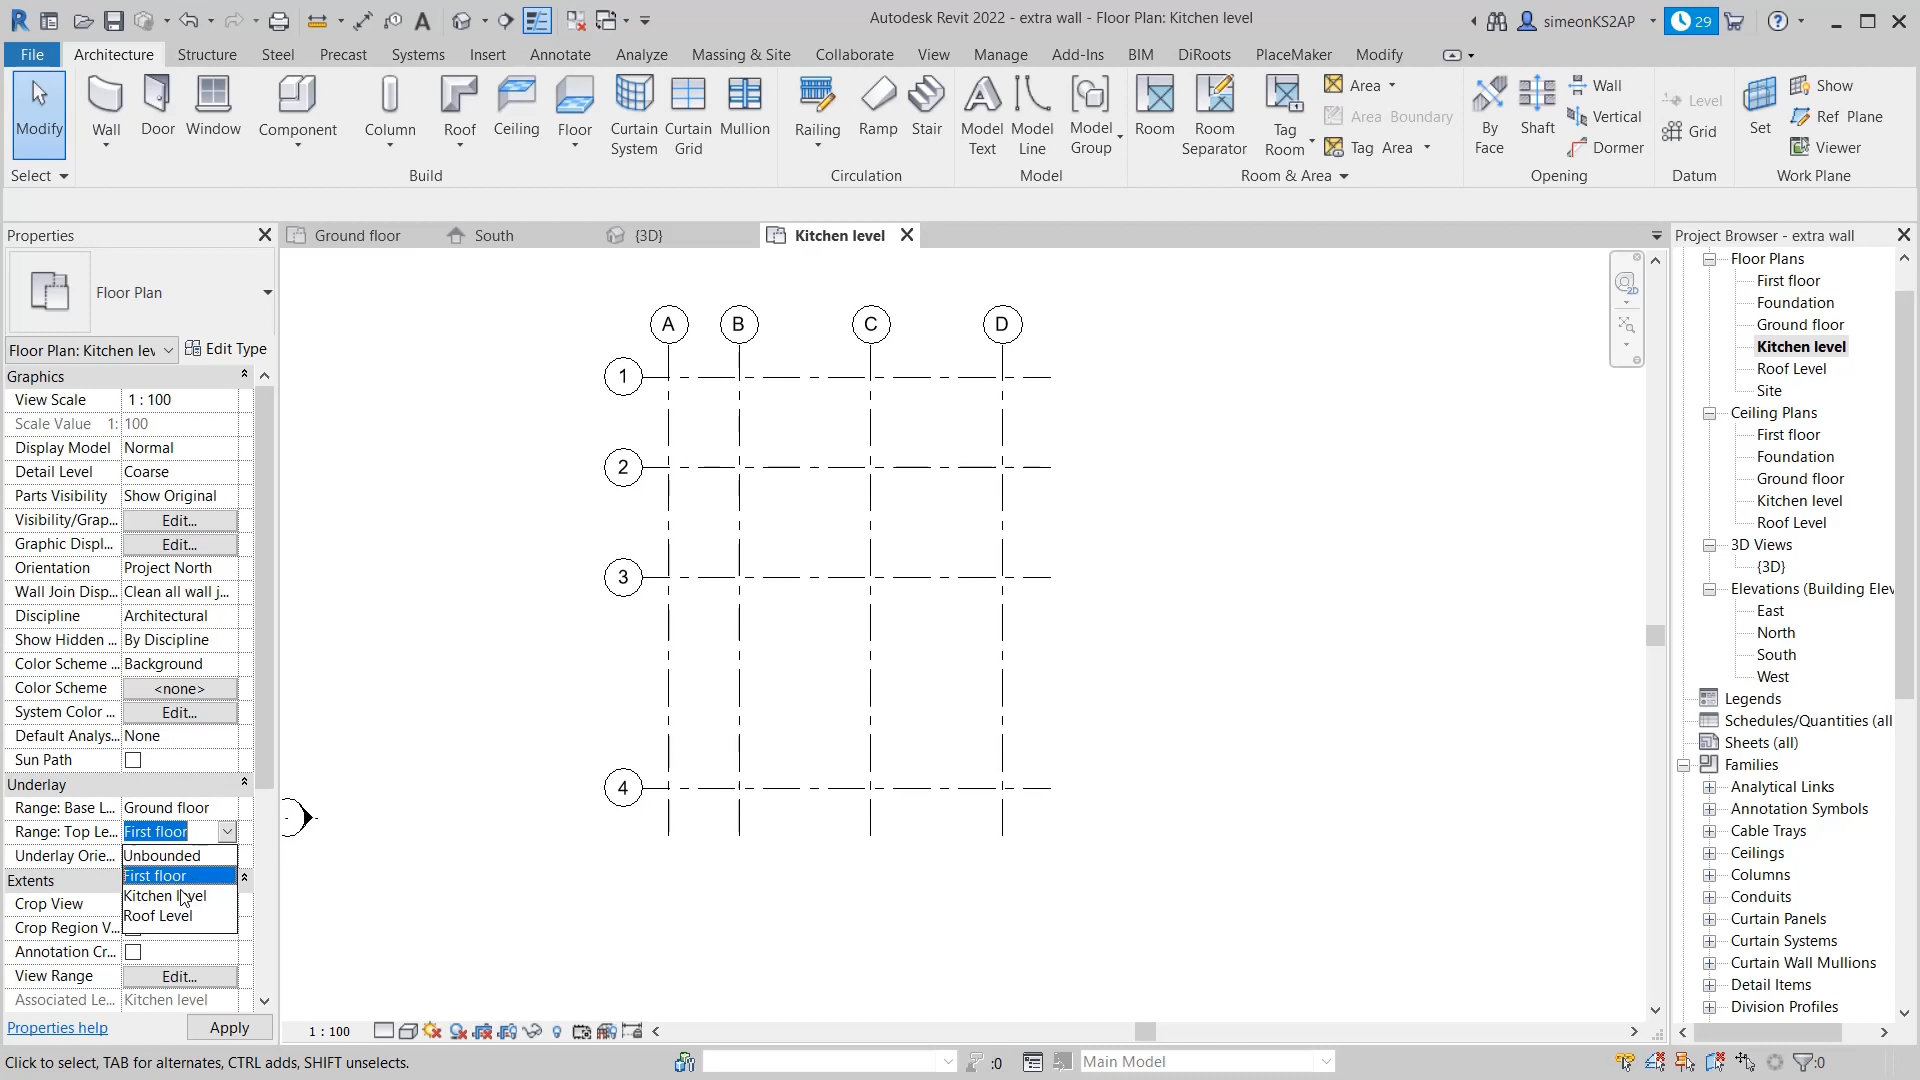 Autodesk Revit 2022 - extra wall - Floor Plan: Kitchen level
simeonKS2AP
29
File Architecture Structure Steel Precast Systems Insert Annotate Analyze Massing & Site Collaborate View Manage Add-Ins BIM DiRoots PlaceMaker Modify
Modify
Select
Wall
Door
Window
Component
Column
Roof
Ceiling
Floor
Curtain System
Curtain Grid
Mullion
Build
Railing
Ramp
Stair
Circulation
Model Text
Model Line
Model Group
Model
Room
Room Separator
Tag Room
Area
Area Boundary
Tag Area
Room & Area
By Face
Shaft
Wall
Vertical
Dormer
Opening
Level
Grid
Datum
Set
Show
Ref Plane
Viewer
Work Plane
Properties
Floor Plan
Floor Plan: Kitchen lev
Edit Type
Graphics
View Scale 1 : 100
Scale Value 1: 100
Display Model Normal
Detail Level Coarse
Parts Visibility Show Original
Visibility/Grap... Edit...
Graphic Displ... Edit...
Orientation Project North
Wall Join Disp... Clean all wall j...
Discipline Architectural
Show Hidden ... By Discipline
Color Scheme ... Background
Color Scheme <none>
System Color ... Edit...
Default Analys... None
Sun Path
Underlay
Range: Base L... Ground floor
Range: Top Le... First floor
Underlay Orie...
Unbounded
First floor
Kitchen level
Roof Level
Extents
Crop View
Crop Region V...
Annotation Cr...
View Range Edit...
Associated Le... Kitchen level
Properties help
Apply
Ground floor
South
{3D}
Kitchen level
A B C D
1
2
3
4
2D
1 : 100
Project Browser - extra wall
Floor Plans
First floor
Foundation
Ground floor
Kitchen level
Roof Level
Site
Ceiling Plans
First floor
Foundation
Ground floor
Kitchen level
Roof Level
3D Views
{3D}
Elevations (Building Elev
East
North
South
West
Legends
Schedules/Quantities (all
Sheets (all)
Families
Analytical Links
Annotation Symbols
Cable Trays
Ceilings
Columns
Conduits
Curtain Panels
Curtain Systems
Curtain Wall Mullions
Detail Items
Division Profiles
Click to select, TAB for alternates, CTRL adds, SHIFT unselects.
:0
Main Model
:0